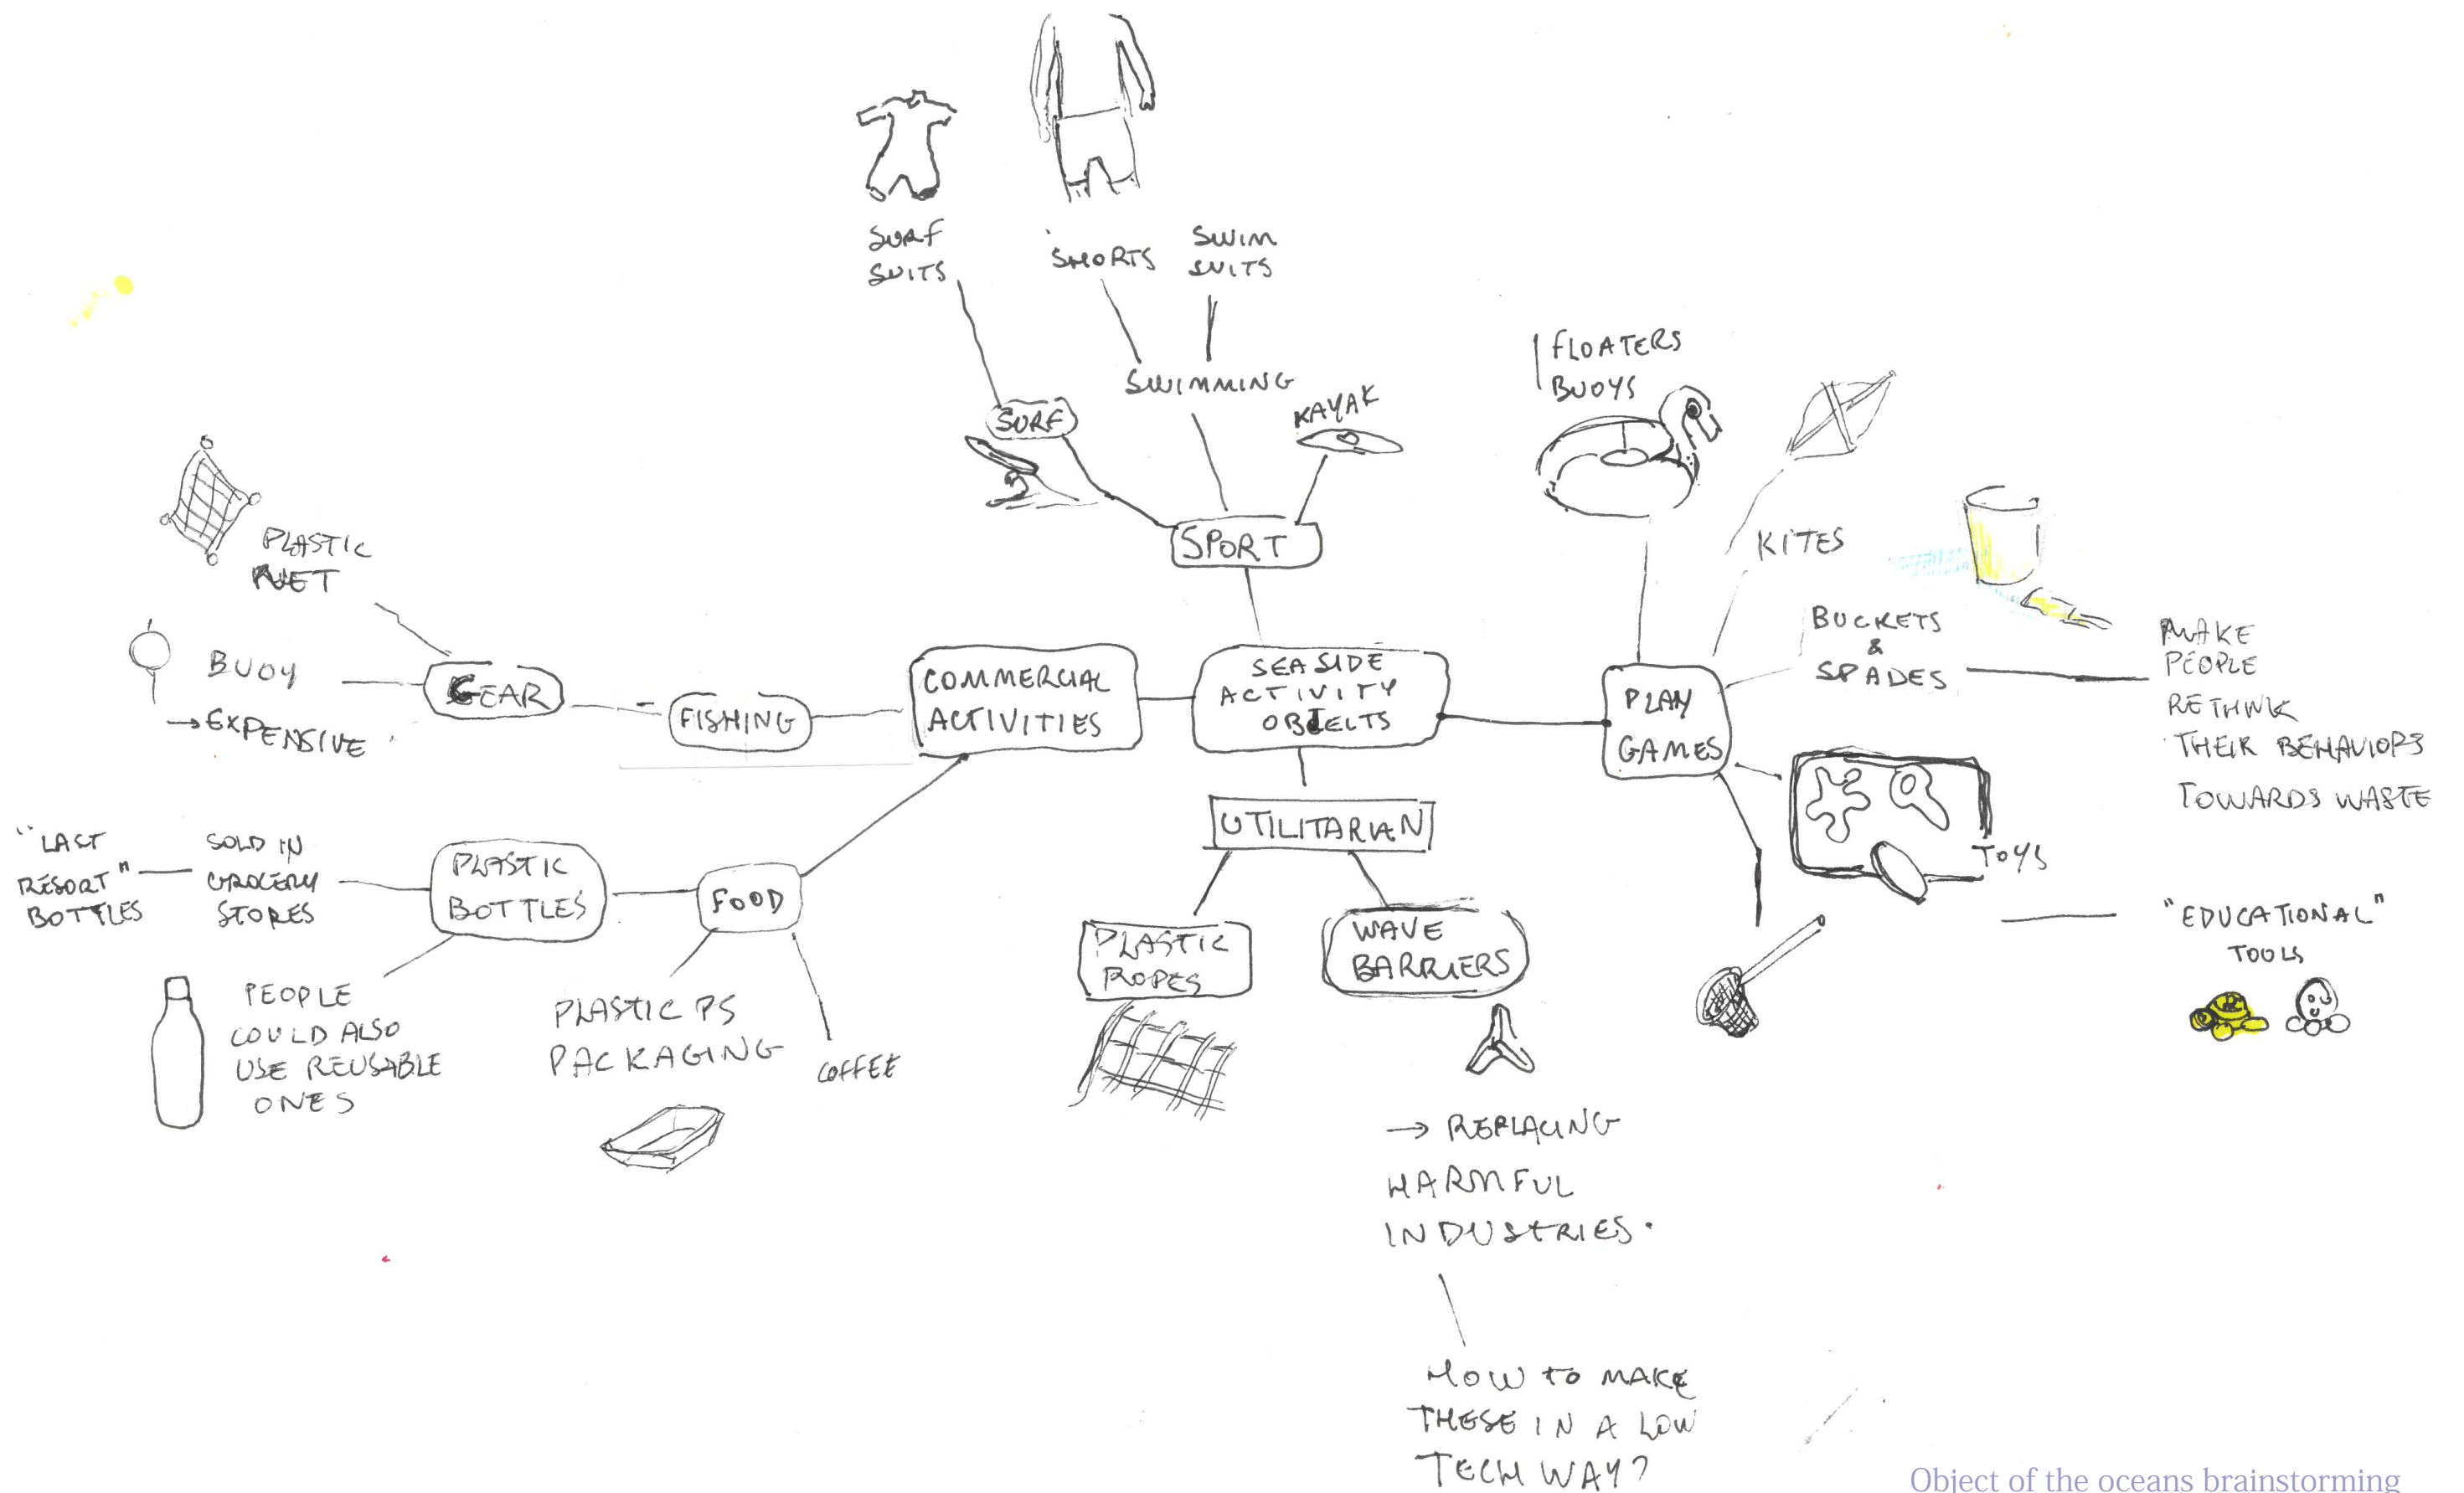 SURF
SUITS
SHORTS
SWIM
SUITS
SWIMMING
SURF
KAYAK
SPORT
FLOATERS
BUOYS
KITES
BUCKETS
&
SPADES
MAKE
PEOPLE
RETHINK
THEIR BEHAVIORS
TOWARDS WASTE
PLASTIC
NET
BUOY
→ EXPENSIVE
GEAR
FISHING
COMMERCIAL
ACTIVITIES
SEASIDE
ACTIVITY
OBJECTS
PLAY
GAMES
TOYS
"EDUCATIONAL"
TOOLS
UTILITARIAN
PLASTIC
ROPES
WAVE
BARRIERS
→ REPLACING
HARMFUL
INDUSTRIES.
HOW TO MAKE
THESE IN A LOW
TECH WAY?
"LAST
RESORT"
BOTTLES
SOLD IN
GROCERY
STORES
PLASTIC
BOTTLES
FOOD
PEOPLE
COULD ALSO
USE REUSABLE
ONES
PLASTIC PS
PACKAGING
COFFEE
Object of the oceans brainstorming